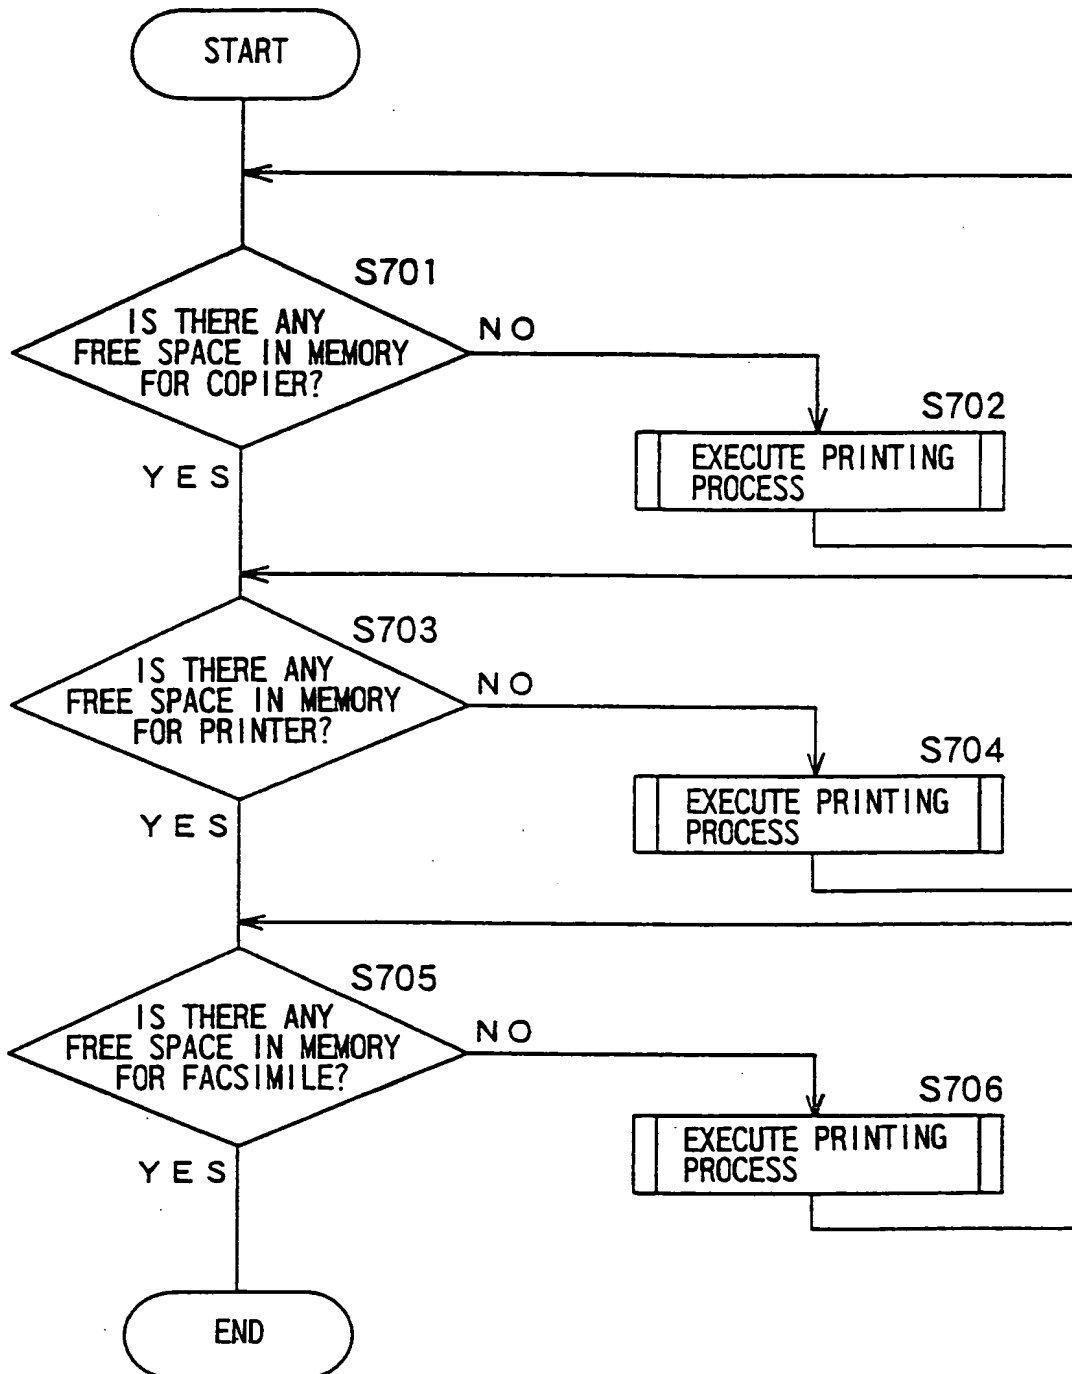 START
S701
IS THERE ANY
FREE SPACE IN MEMORY
FOR COPIER?
NO
YES
S702
EXECUTE PRINTING
PROCESS
S703
IS THERE ANY
FREE SPACE IN MEMORY
FOR PRINTER?
NO
YES
S704
EXECUTE PRINTING
PROCESS
S705
IS THERE ANY
FREE SPACE IN MEMORY
FOR FACSIMILE?
NO
YES
S706
EXECUTE PRINTING
PROCESS
END